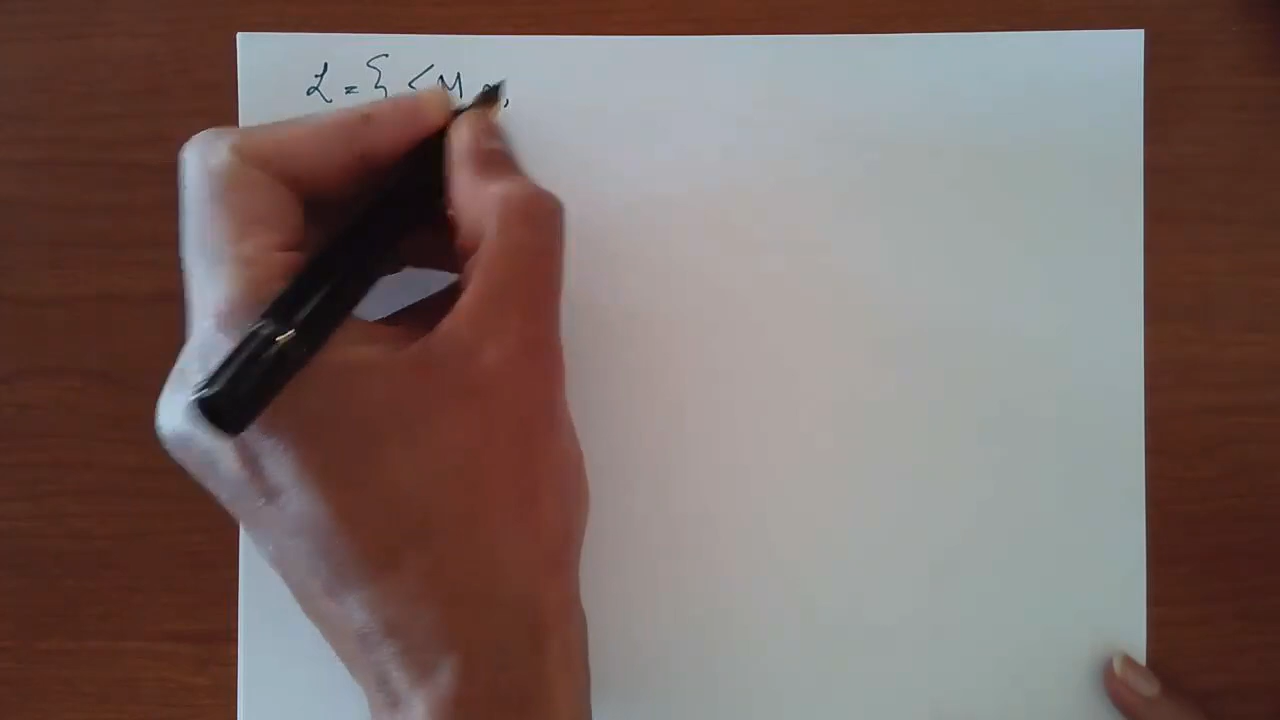 L = { < M